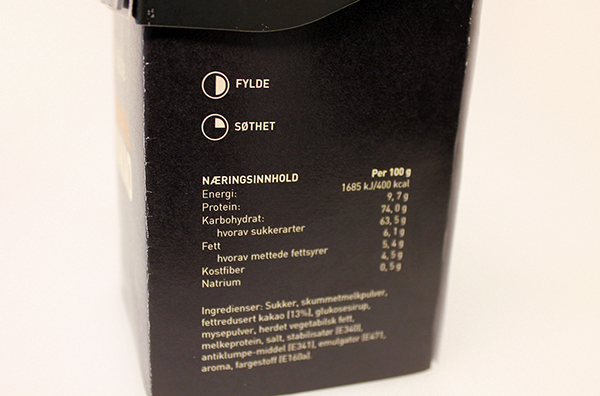 FYLDE
SØTHET
NÆRINGSINNHOLD Per 100 g
Energi: 1685 kJ/400 kcal
Protein: 9,7g
Karbohydrat: 74,0 g
hvorav sukkerarter 63,5 g
Fett 6,1 g
hvorav mettede fettsyrer 5,4 g
Kostfiber 4,5 g
Natrium 0,5 g
Ingredienser: Sukker, skummetmelkpulver,
fettredusert kakao [13%], glukosesirup,
mysepulver, herdet vegetabilsk fett,
melkeprotein, salt, stabilisator [E340],
antiklumpe-middel [E341], emulgator [E471,
aroma, fargestoff [E160a].